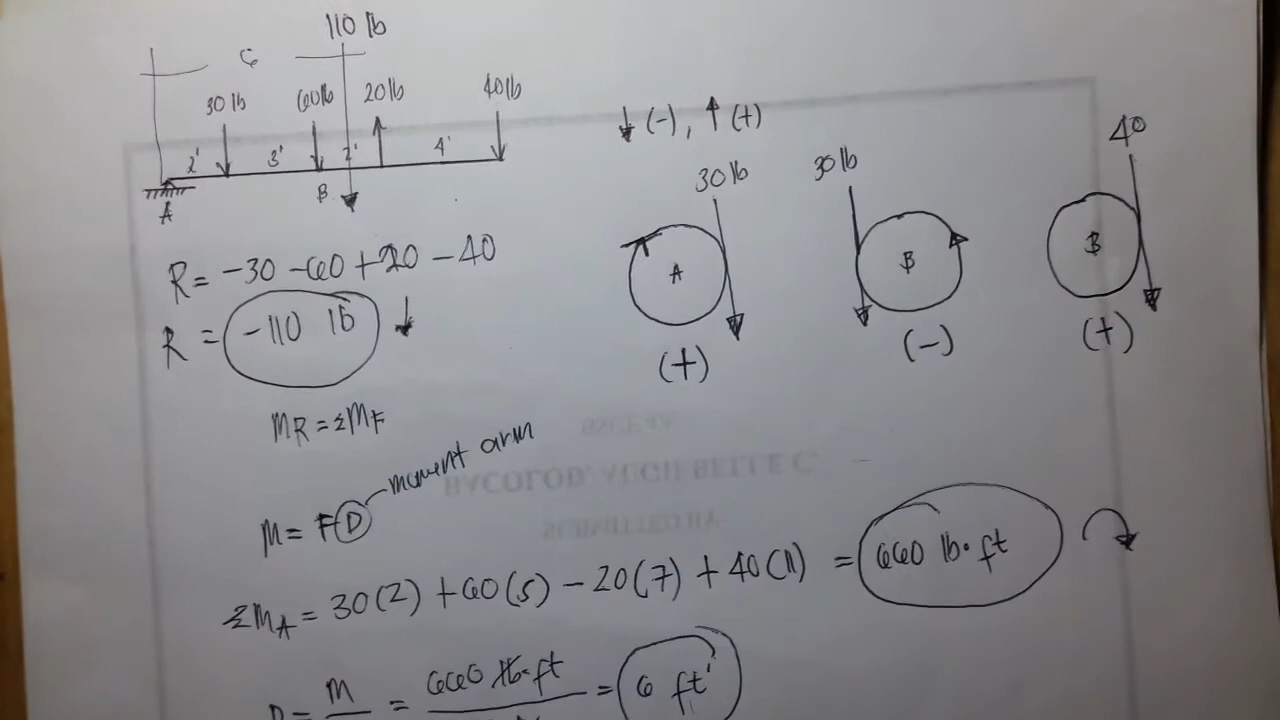 110 lb
6
30 lb 60 lb 20 lb 40 lb
2' 3' 2' 4'
A B
↓ (-), ↑ (+)
30 lb 30 lb 40
A B B
(+) (-) (+)
R = -30 -60 +20 - 40
R = -110 lb ↓
MR = ΣMF
M = FD moment arm
ΣMA = 30(2) + 60(5) - 20(7) + 40(11) = 660 lb·ft
M = 660 lb·ft = 6 ft'